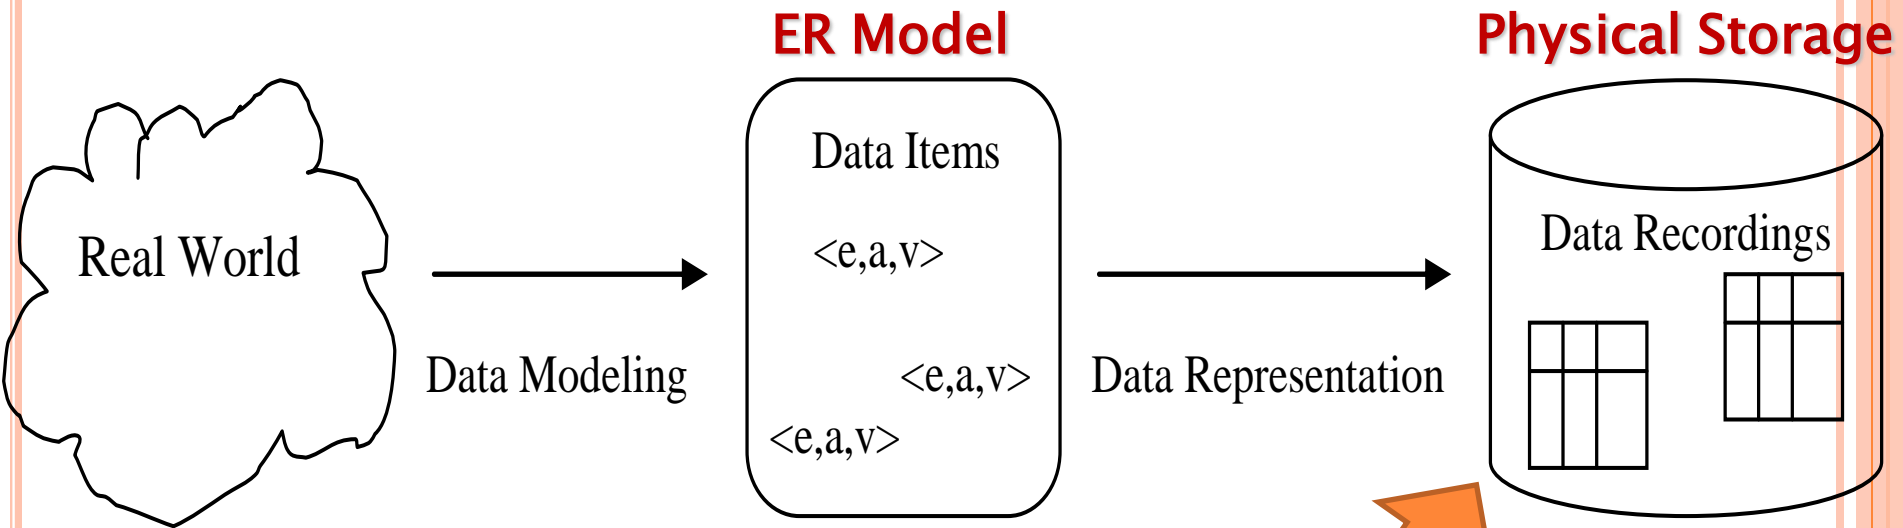 ER Model
Physical Storage
Real World
Data Modeling
Data Items
<e,a,v>
<e,a,v>
<e,a,v>
Data Representation
Data Recordings